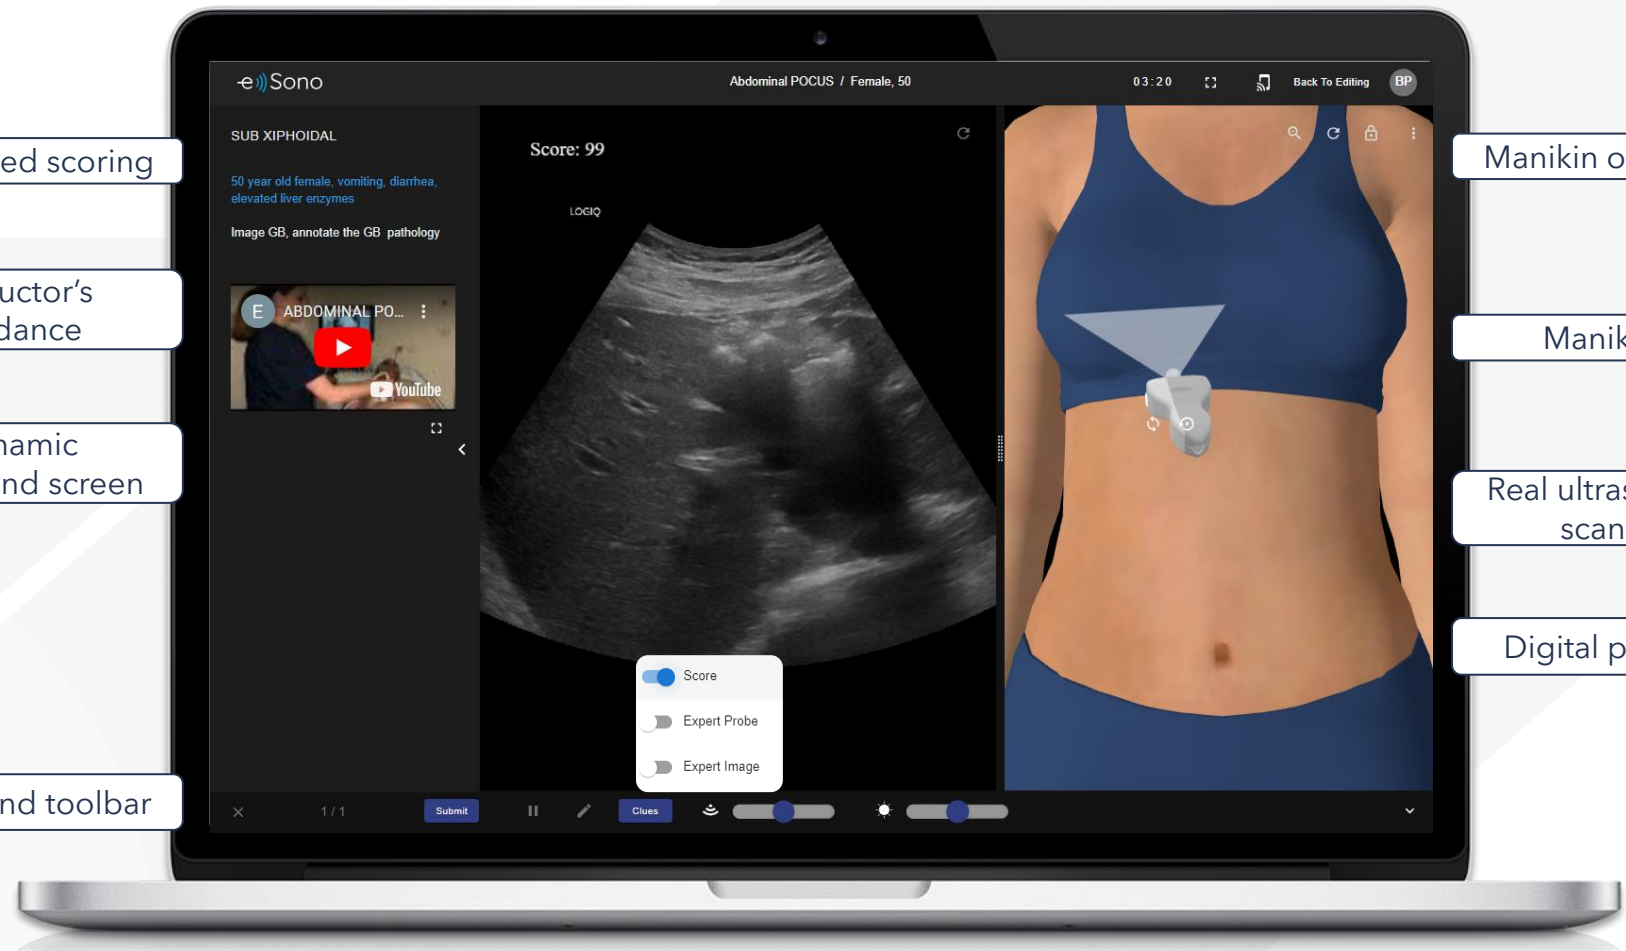 e Sono
Abdominal POCUS / Female, 50
03:20
Back To Editing
BP
SUB XIPHOIDAL
50 year old female, vomiting, diarrhea,
elevated liver enzymes
Image GB, annotate the GB pathology
E ABDOMINAL PO...
YouTube
Score: 99
LOGIQ
Score
Expert Probe
Expert Image
1 / 1
Submit
Clues
ed scoring
uctor's
dance
namic
nd screen
nd toolbar
Manikin o
Manik
Real ultras
scan
Digital p